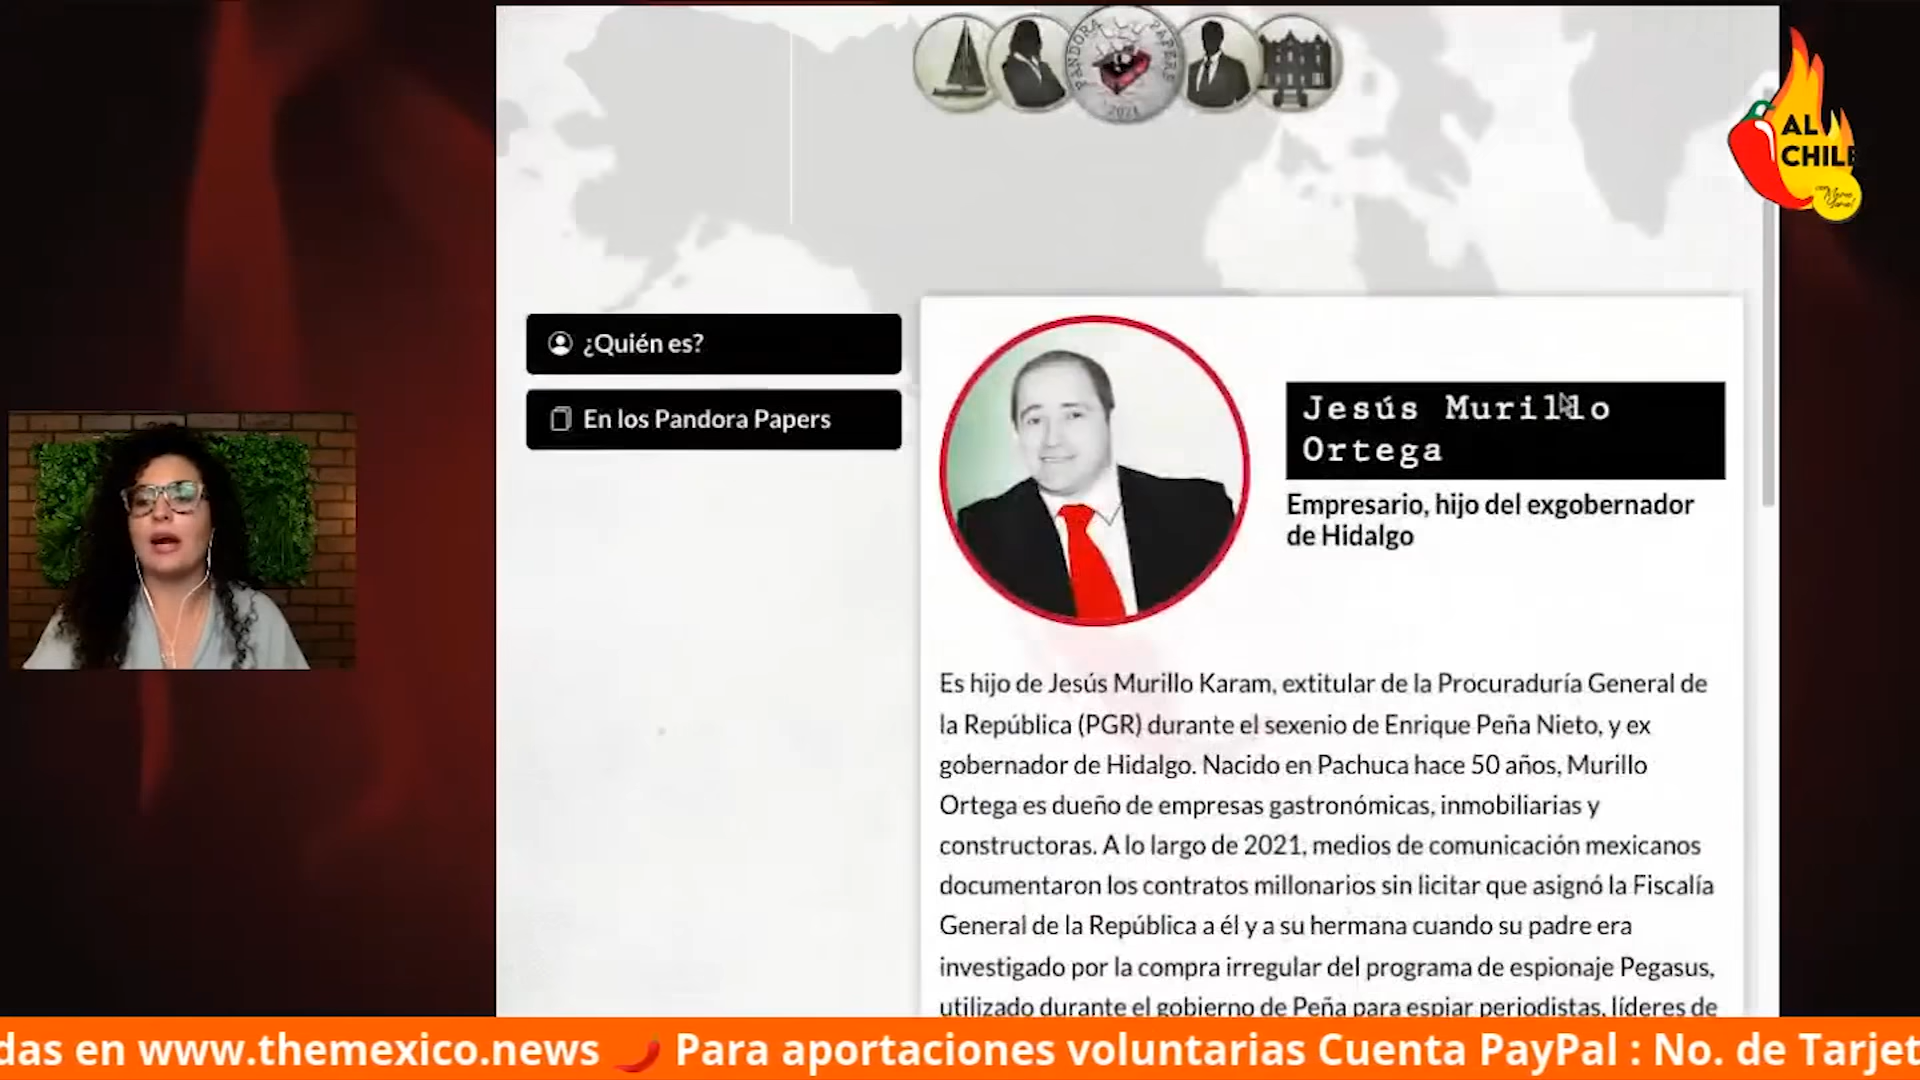 PANDORA PAPERS
2021
AL
CHILE
¿Quién es?
En los Pandora Papers
Jesús Murillo
Ortega
Empresario, hijo del exgobernador
de Hidalgo
Es hijo de Jesús Murillo Karam, extitular de la Procuraduría General de
la República (PGR) durante el sexenio de Enrique Peña Nieto, y ex
gobernador de Hidalgo. Nacido en Pachuca hace 50 años, Murillo
Ortega es dueño de empresas gastronómicas, inmobiliarias y
constructoras. A lo largo de 2021, medios de comunicación mexicanos
documentaron los contratos millonarios sin licitar que asignó la Fiscalía
General de la República a él y a su hermana cuando su padre era
investigado por la compra irregular del programa de espionaje Pegasus,
utilizado durante el gobierno de Peña para espiar periodistas, líderes de
das en www.themexico.news 🌶 Para aportaciones voluntarias Cuenta PayPal : No. de Tarjet